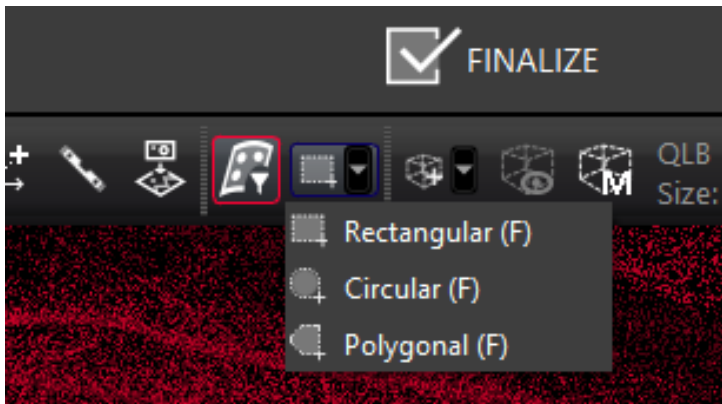 FINALIZE
QLB
Size:
M
Rectangular (F)
Circular (F)
Polygonal (F)